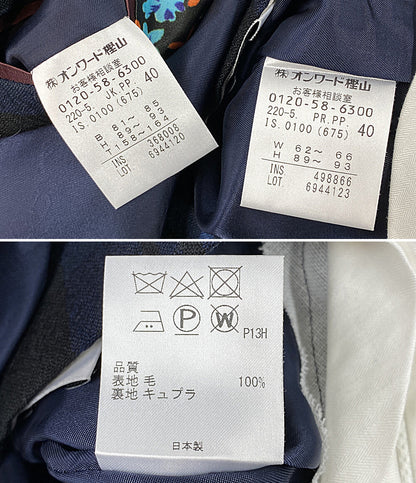 ㈱オンワード樫山
お客様相談室
0120-58-6300
220-5. JK.PP.
IS.0100(675) 40
B 81〜 85
H 89〜 93
T 158〜164
INS 368008
LOT. 6944120
㈱オンワード樫山
お客様相談室
0120-58-6300
220-5. PR.PP.
IS.0100(675) 40
W 62〜 66
H 89〜 93
INS 498866
LOT. 6944123
P W P13H
品質
表地 毛 100%
裏地 キュプラ
日本製